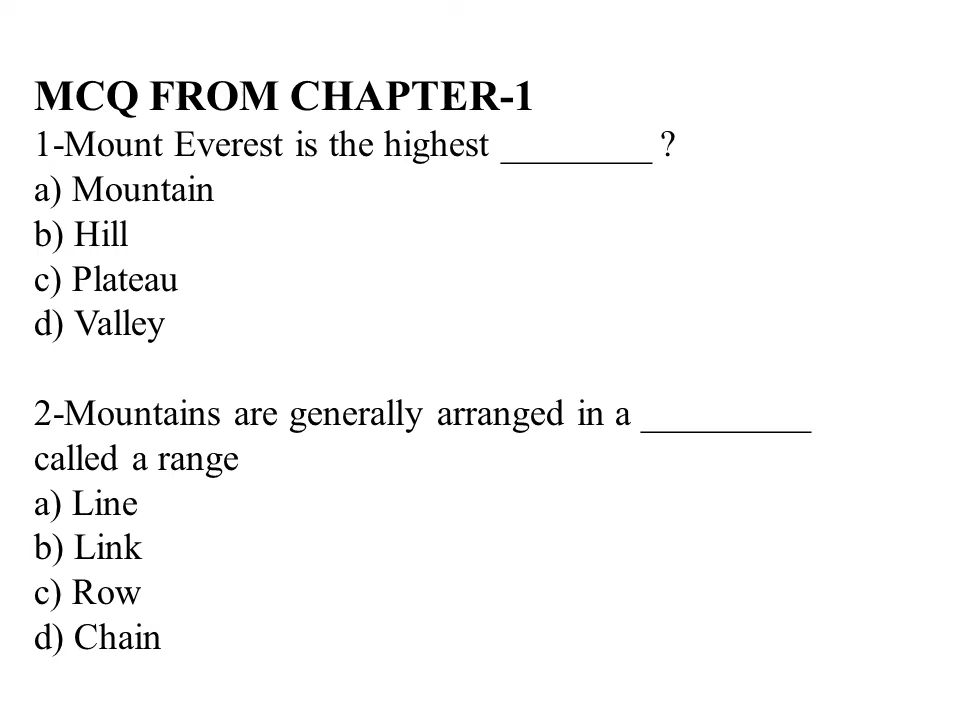 MCQ FROM CHAPTER-1
1-Mount Everest is the highest ________ ?
a) Mountain
b) Hill
c) Plateau
d) Valley
2-Mountains are generally arranged in a _________
called a range
a) Line
b) Link
c) Row
d) Chain